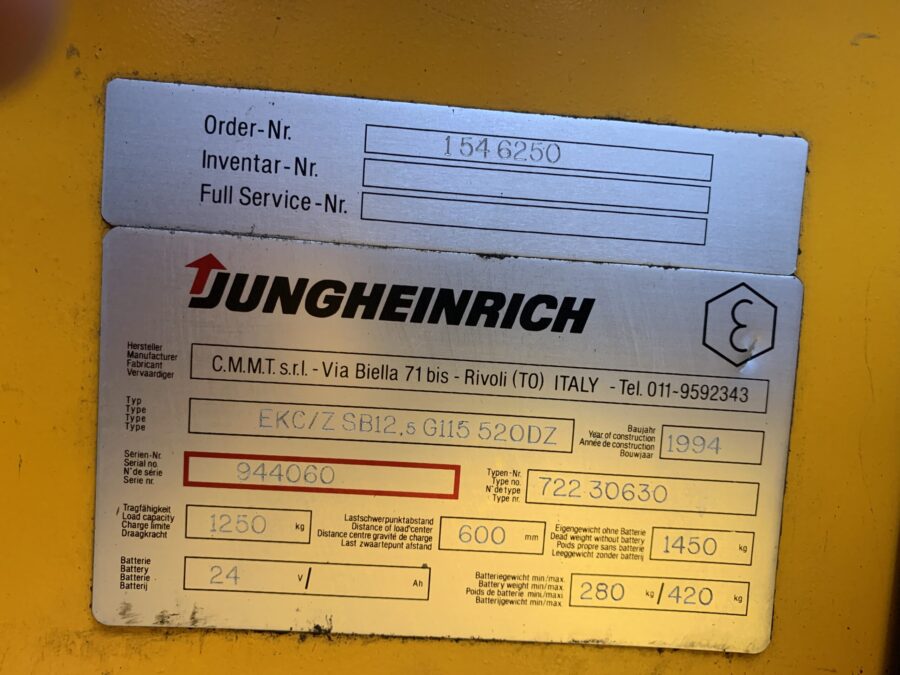 Order-Nr. 154 6250
Inventar-Nr.
Full Service-Nr.
JUNGHEINRICH
Hersteller
Manufacturer
Fabricant
Vervaardiger
C.M.M.T. s.r.l. - Via Biella 71 bis - Rivoli (TO) ITALY - Tel. 011-9592343
Typ
Type
Type
Type
EKC/Z SB12,5 G115 520DZ
Baujahr
Year of construction
Année de construction
Bouwjaar
1994
Serien-Nr.
Serial no.
N° de série
Serie nr.
944060
Typen-Nr.
Type no.
N° de type
Type nr.
722 30630
Tragfähigkeit
Load capacity
Charge limite
Draagkracht
1250 kg
Lastschwerpunktabstand
Distance of load center
Distance centre gravité de charge
Last zwaartepunt afstand
600 mm
Eigengewicht ohne Batterie
Dead weight without battery
Poids propre sans batterie
Leeggewicht zonder batterij
1450 kg
Batterie
Battery
Batterie
Batterij
24 V/ Ah
Batteriegewicht min/max.
Battery weight min/max.
Poids de batterie mini/maxi.
Batterijgewicht min/max.
280 kg/420 kg